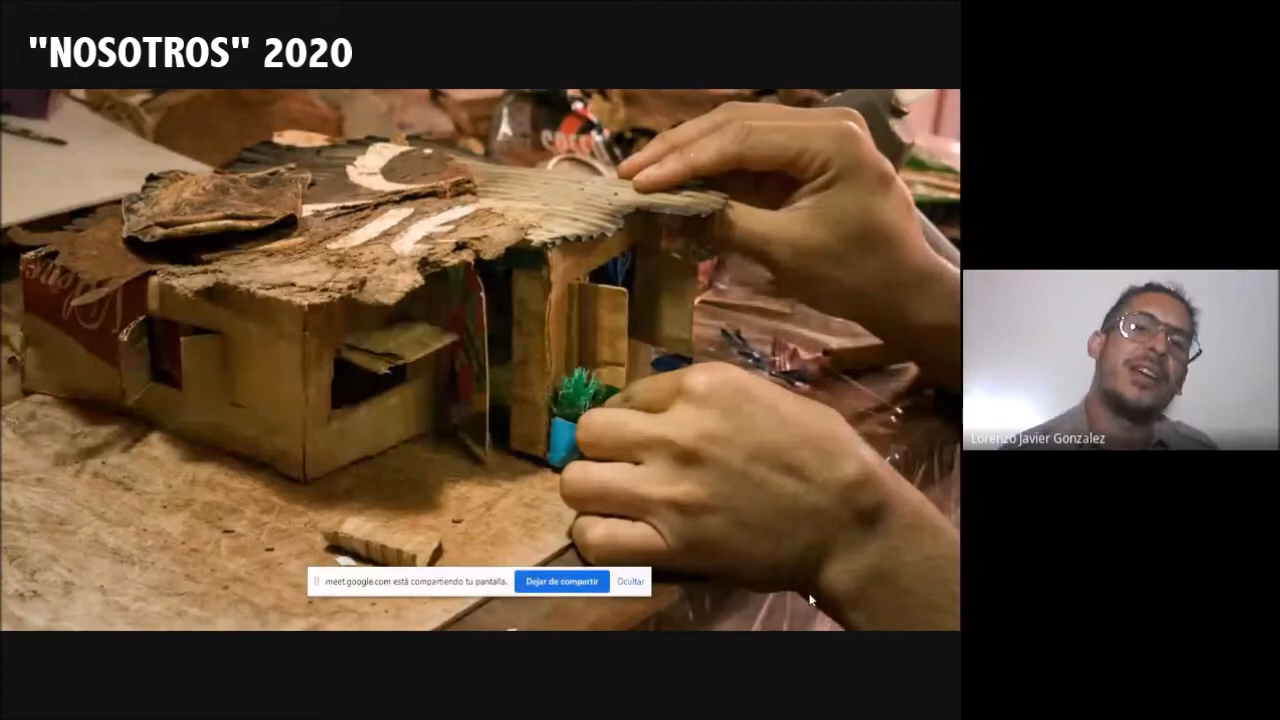 "NOSOTROS" 2020
meet.google.com está compartiendo tu pantalla.
Dejar de compartir
Ocultar
Lorenzo Javier Gonzalez